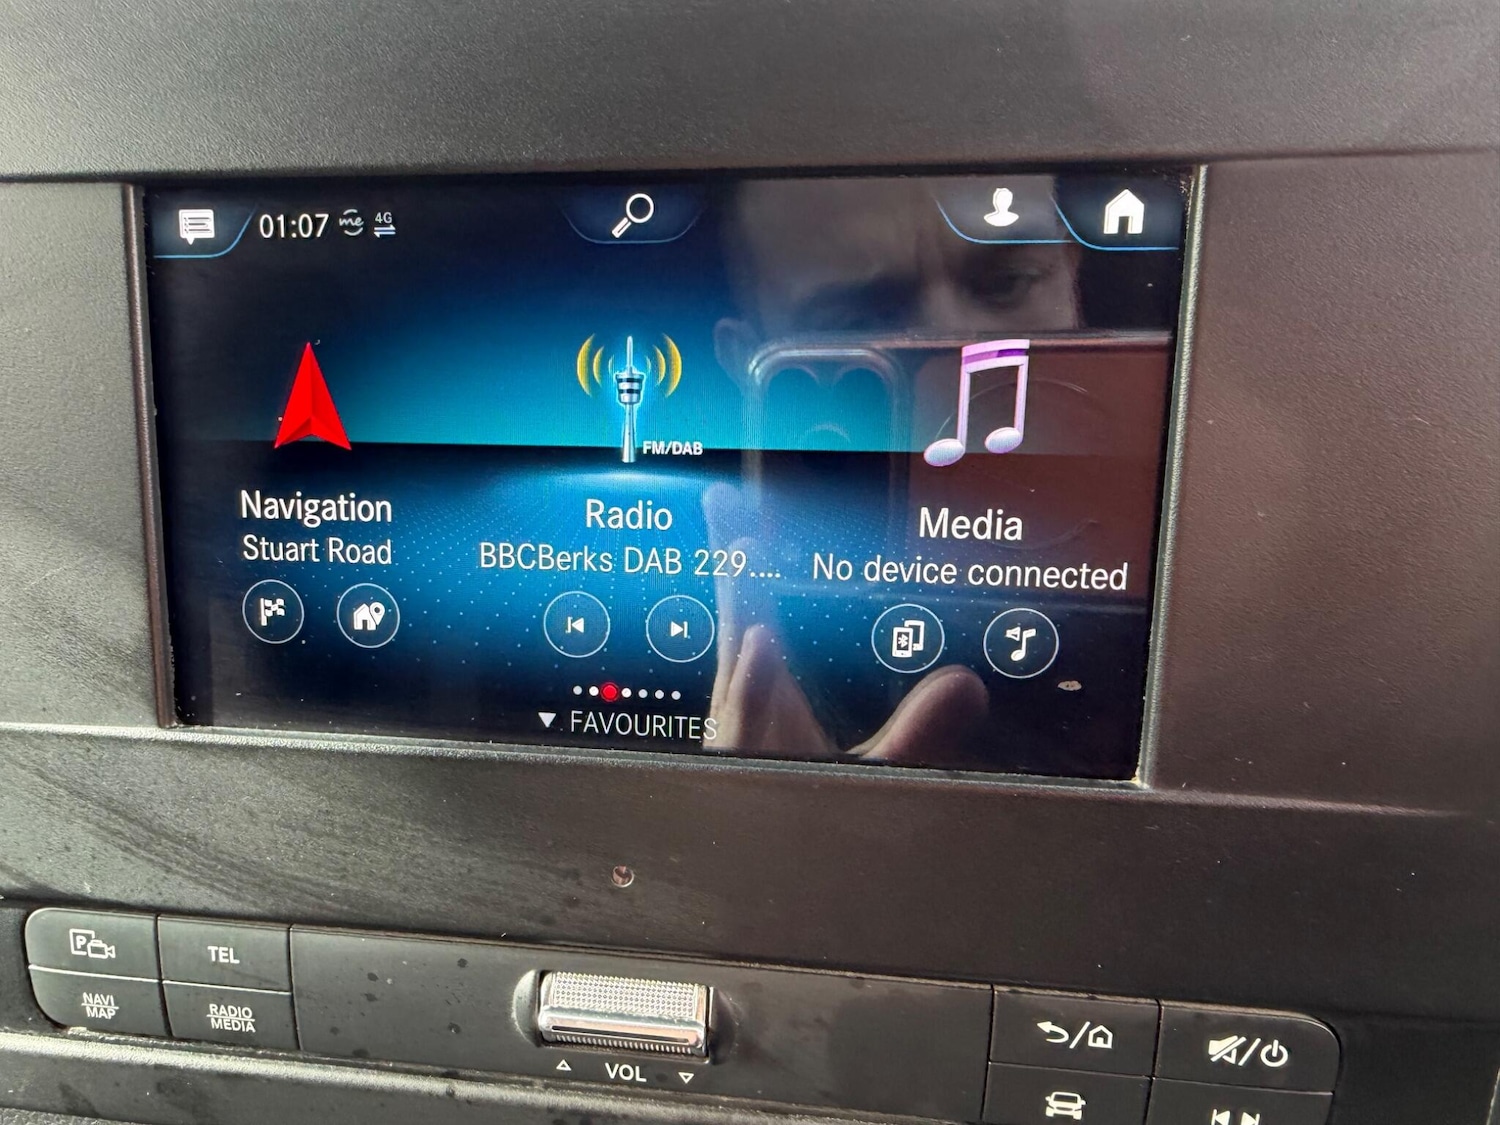 01:07 me 4G
FM/DAB
Navigation
Stuart Road
Radio
BBCBerks DAB 229....
Media
No device connected
FAVOURITES
P
TEL
NAVI
MAP
RADIO
MEDIA
VOL